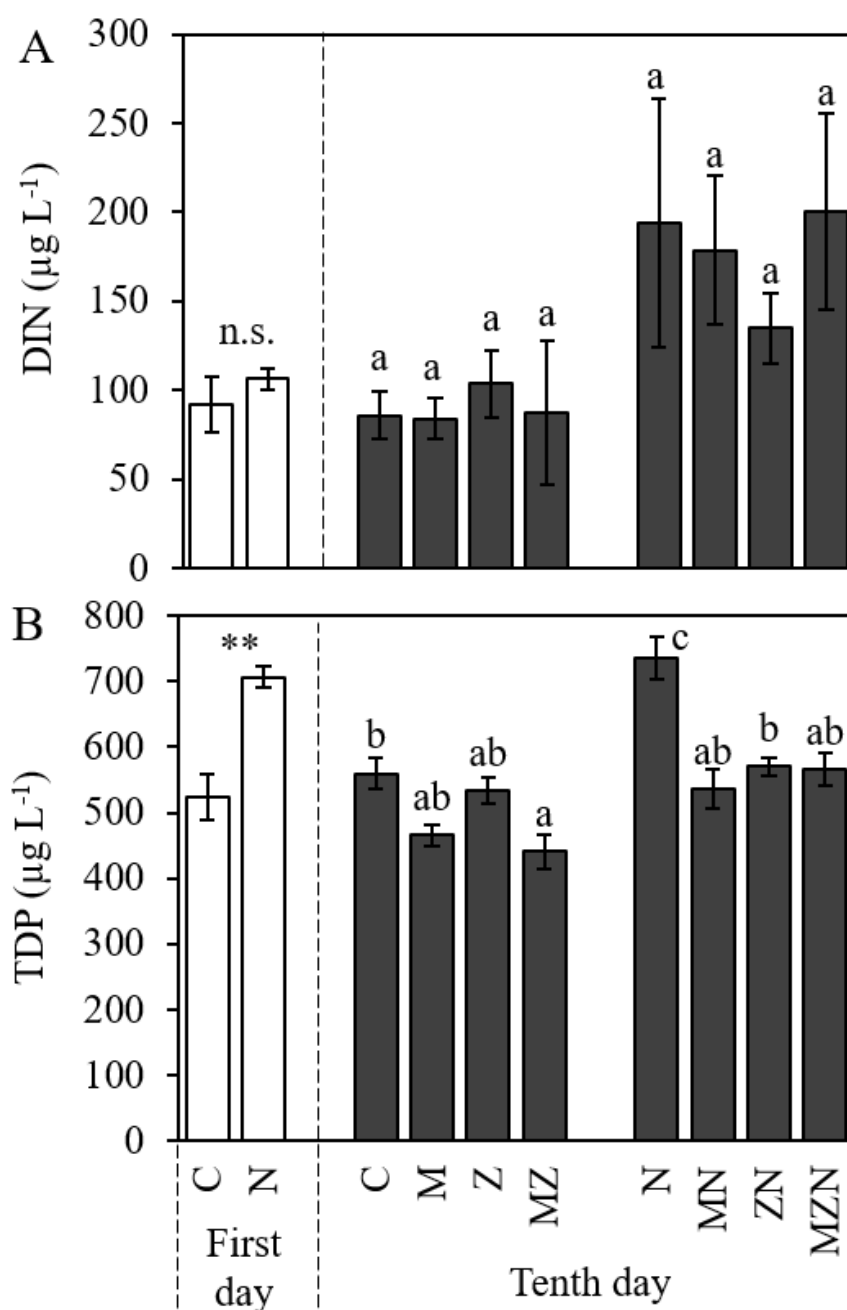 A
DIN (µg L-1)
300
250
200
150
100
50
0
n.s.
a a a a a a a a
B
TDP (µg L-1)
800
700
600
500
400
300
200
100
0
**
b ab ab a c ab b ab
C N C M Z MZ N MN ZN MZN
First
day
Tenth day